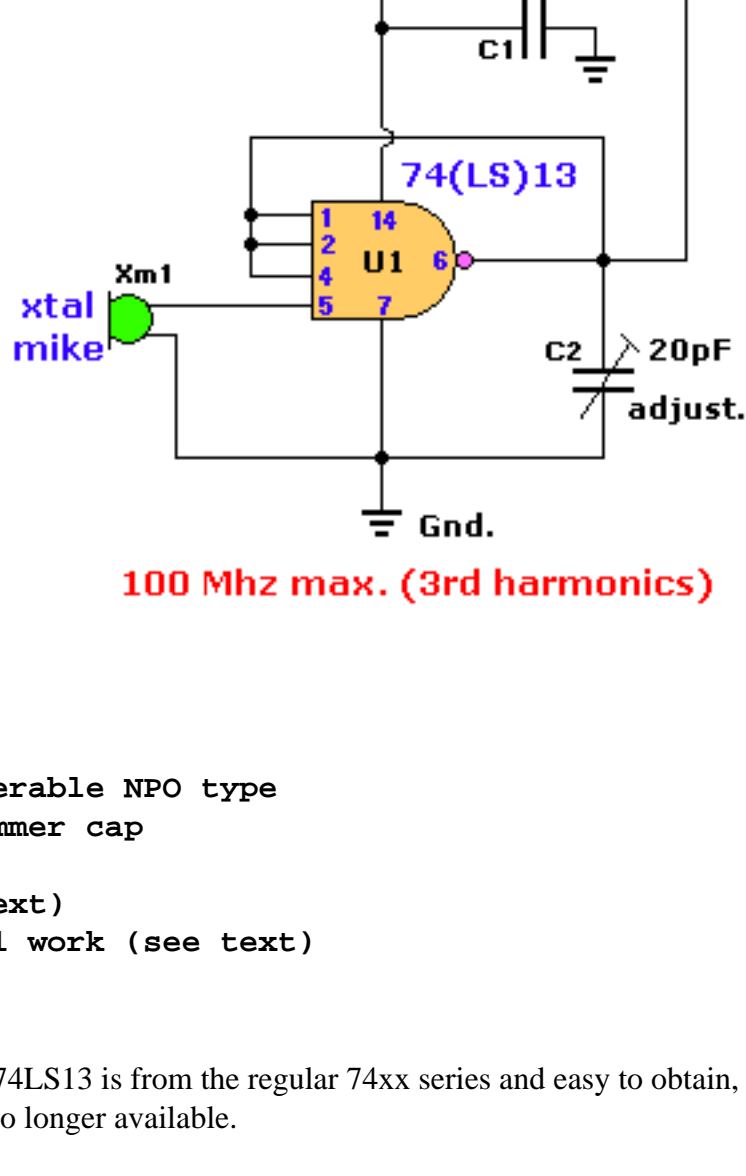 C1
74(LS)13
1 14
2
U1 6
4
5 7
Xm1
xtal
mike
C2 20pF
adjust.
Gnd.
100 Mhz max. (3rd harmonics)
erable NPO type
mmer cap
ext)
l work (see text)
74LS13 is from the regular 74xx series and easy to obtain,
o longer available.